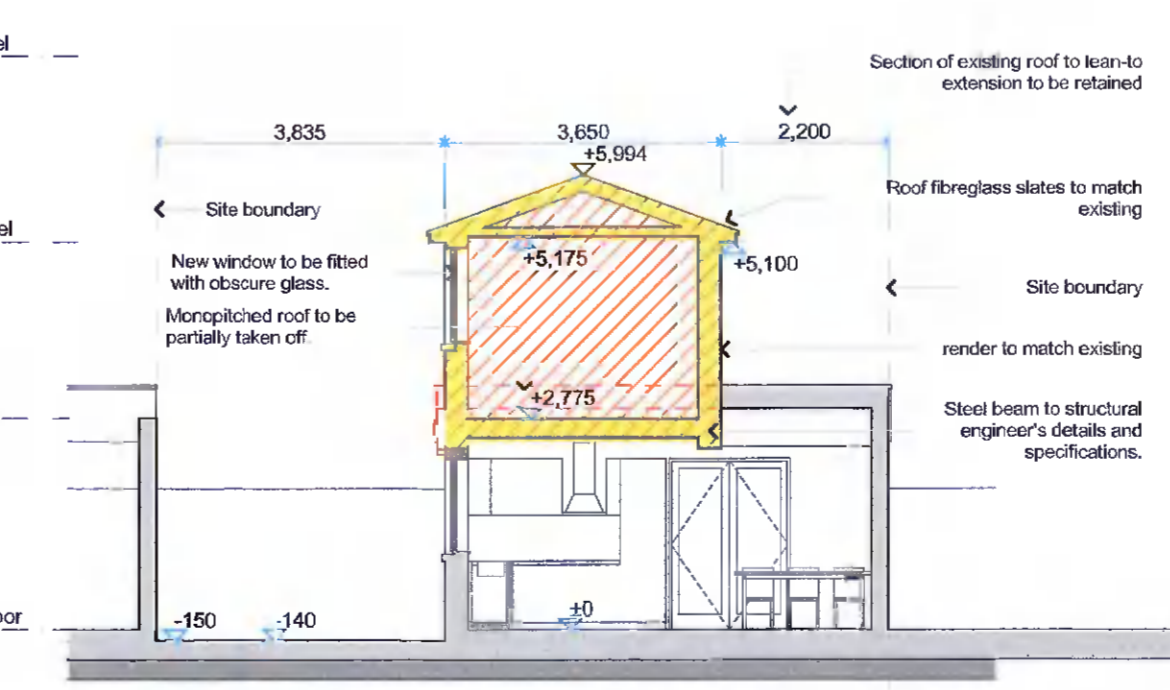 el
Section of existing roof to lean-to
extension to be retained
3,835
3,650
2,200
+5,994
Roof fibreglass slates to match
existing
Site boundary
el
New window to be fitted
with obscure glass.
+5,175
+5,100
Site boundary
Monopitched roof to be
partially taken off.
render to match existing
+2,775
Steel beam to structural
engineer's details and
specifications.
-150
-140
±0
oor